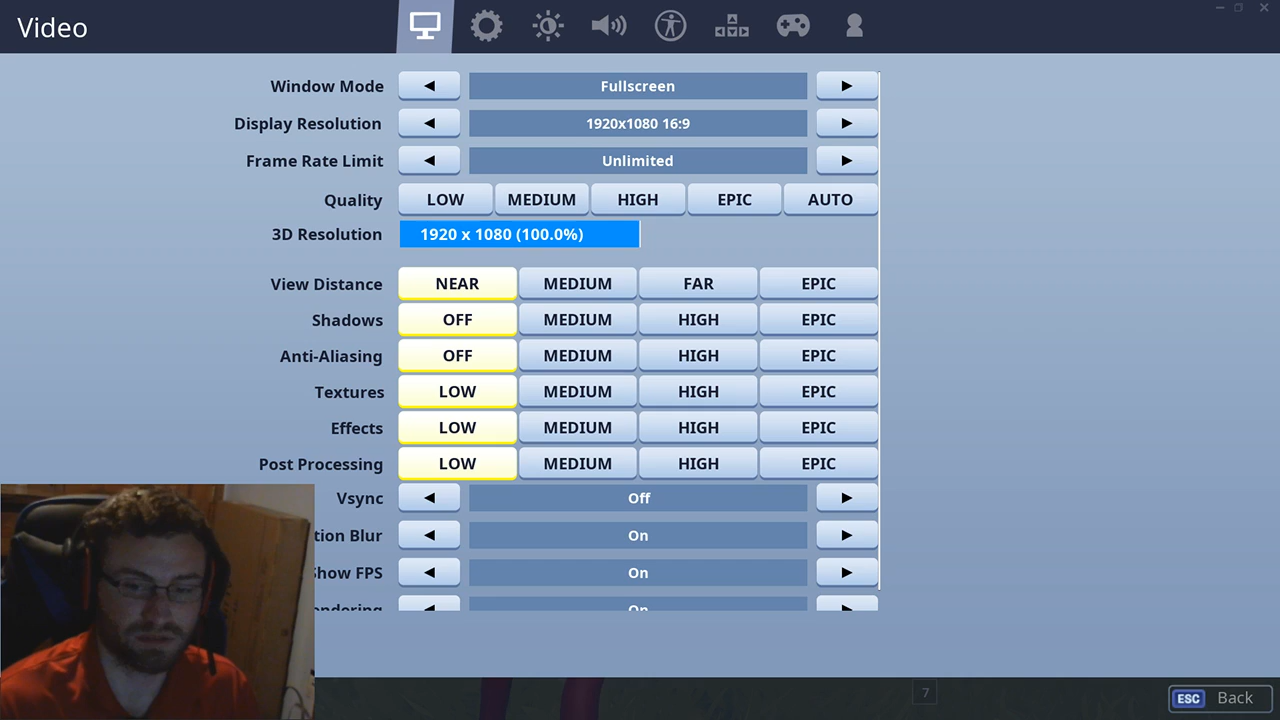 Video
Window Mode Fullscreen
Display Resolution 1920x1080 16:9
Frame Rate Limit Unlimited
Quality LOW MEDIUM HIGH EPIC AUTO
3D Resolution 1920 x 1080 (100.0%)
View Distance NEAR MEDIUM FAR EPIC
Shadows OFF MEDIUM HIGH EPIC
Anti-Aliasing OFF MEDIUM HIGH EPIC
Textures LOW MEDIUM HIGH EPIC
Effects LOW MEDIUM HIGH EPIC
Post Processing LOW MEDIUM HIGH EPIC
Vsync Off
tion Blur On
Show FPS On
endering On
7
ESC Back